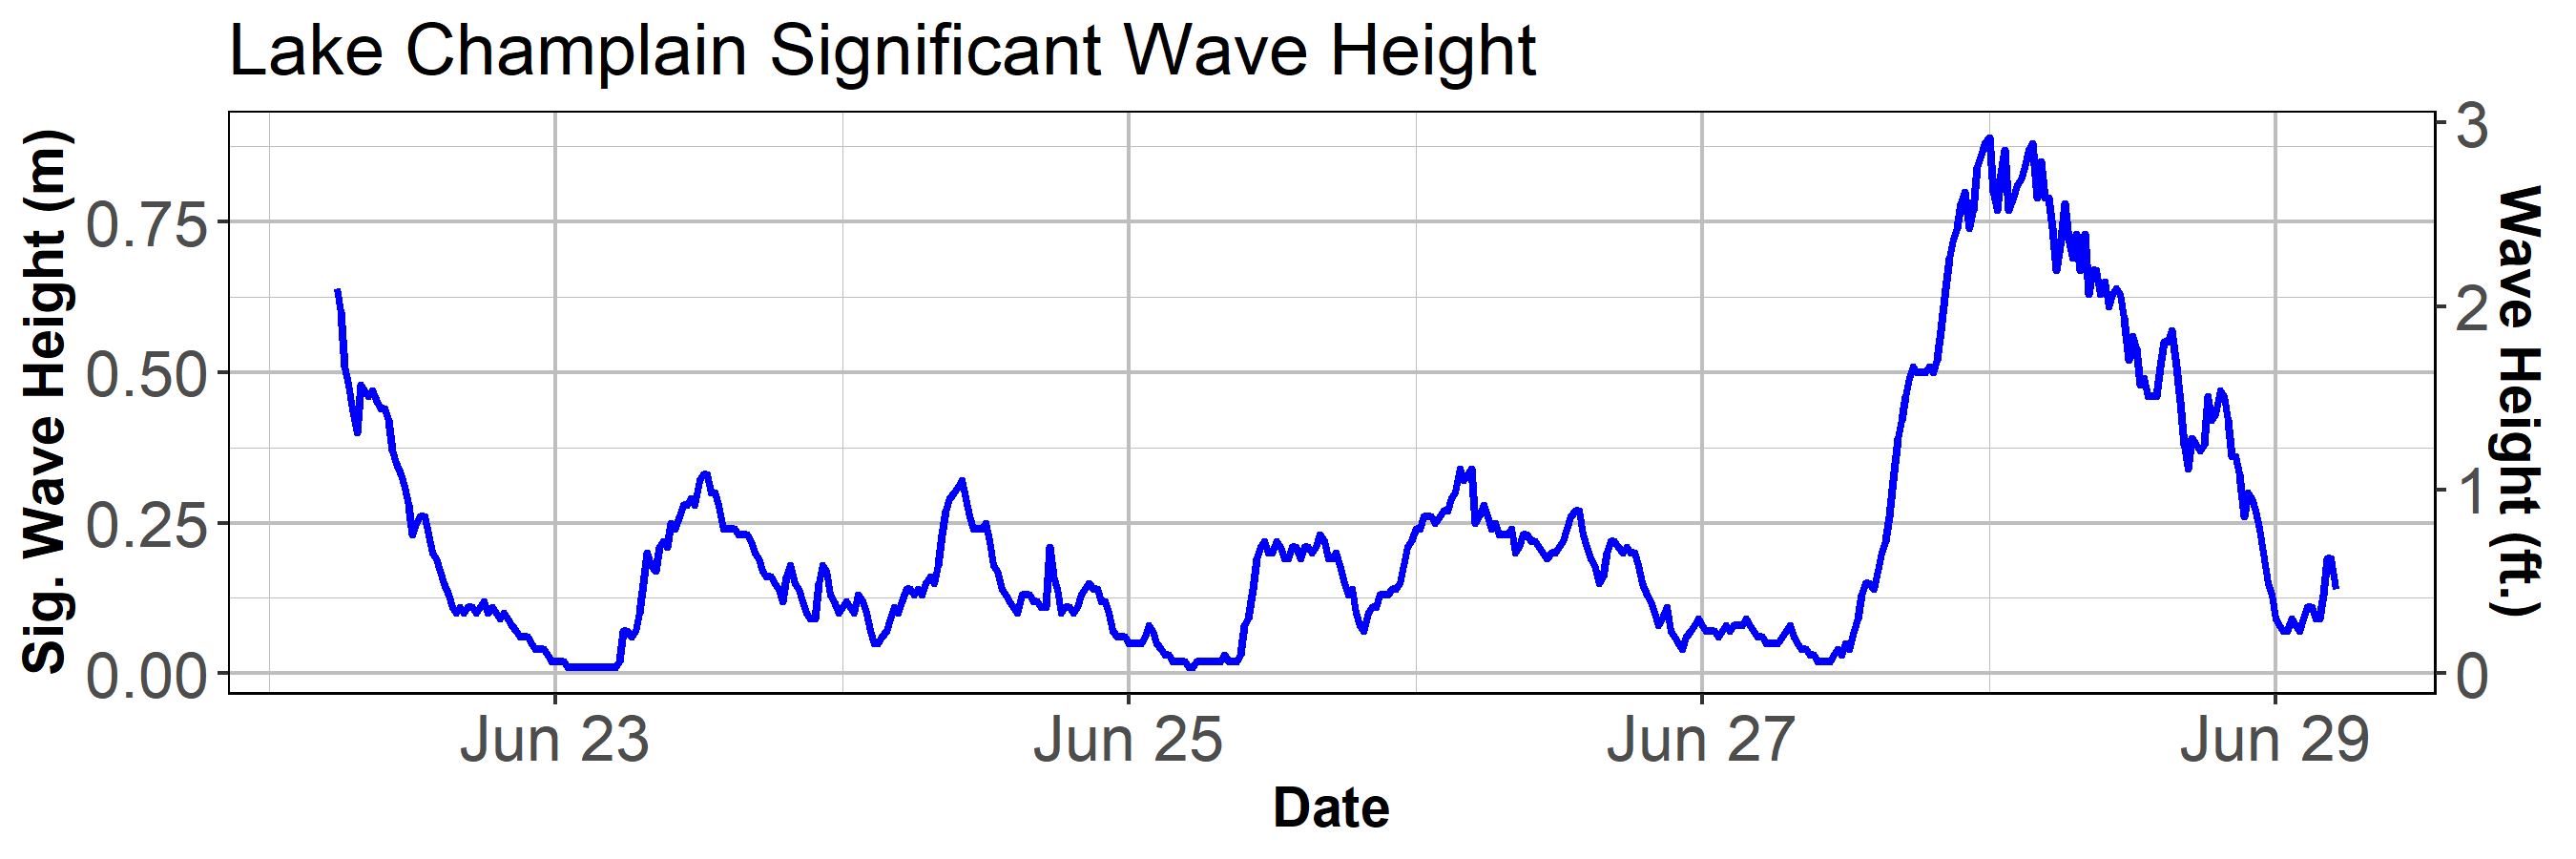 Lake Champlain Significant Wave Height
Sig. Wave Height (m)
0.75
0.50
0.25
0.00
3
2
1
0
Wave Height (ft.)
Jun 23
Jun 25
Jun 27
Jun 29
Date